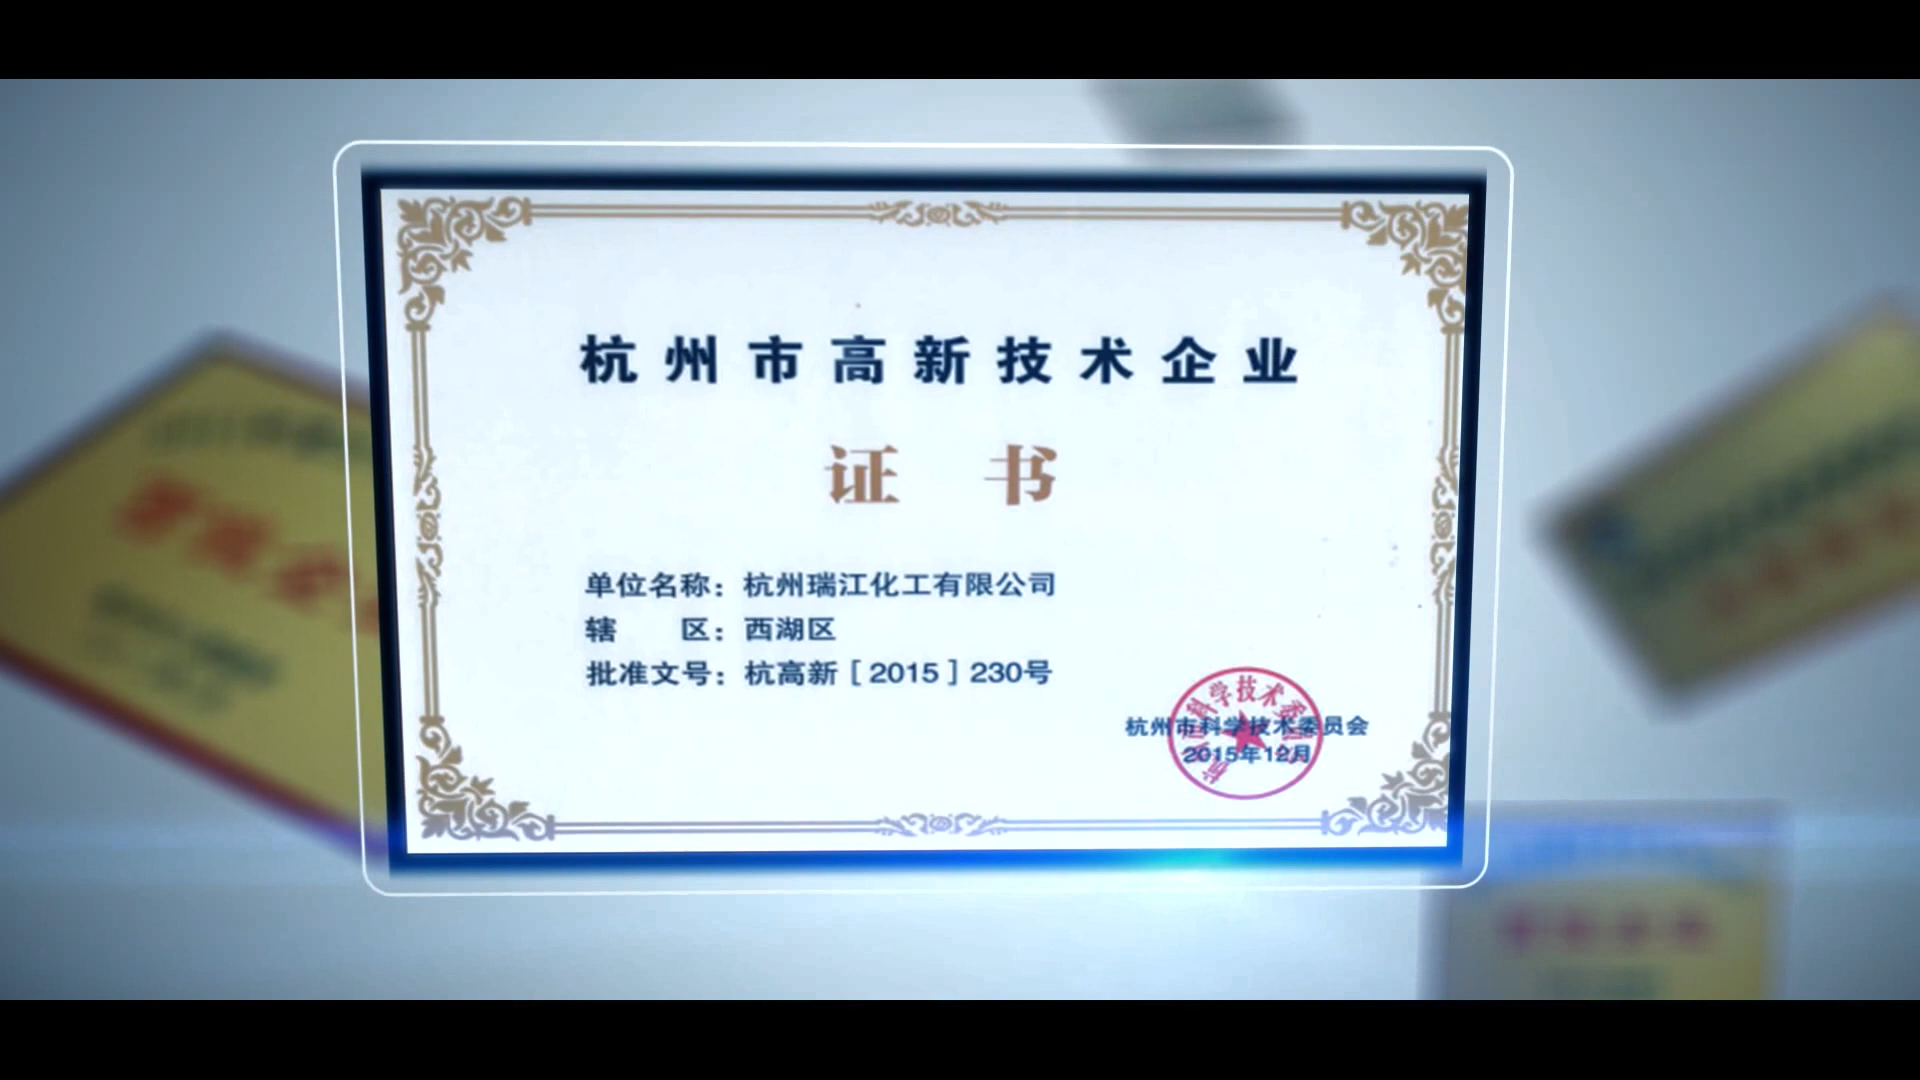 杭州市高新技术企业
证 书
单位名称：杭州瑞江化工有限公司
辖 区：西湖区
批准文号：杭高新［2015］230号
杭州市科学技术委员会
2015年12月